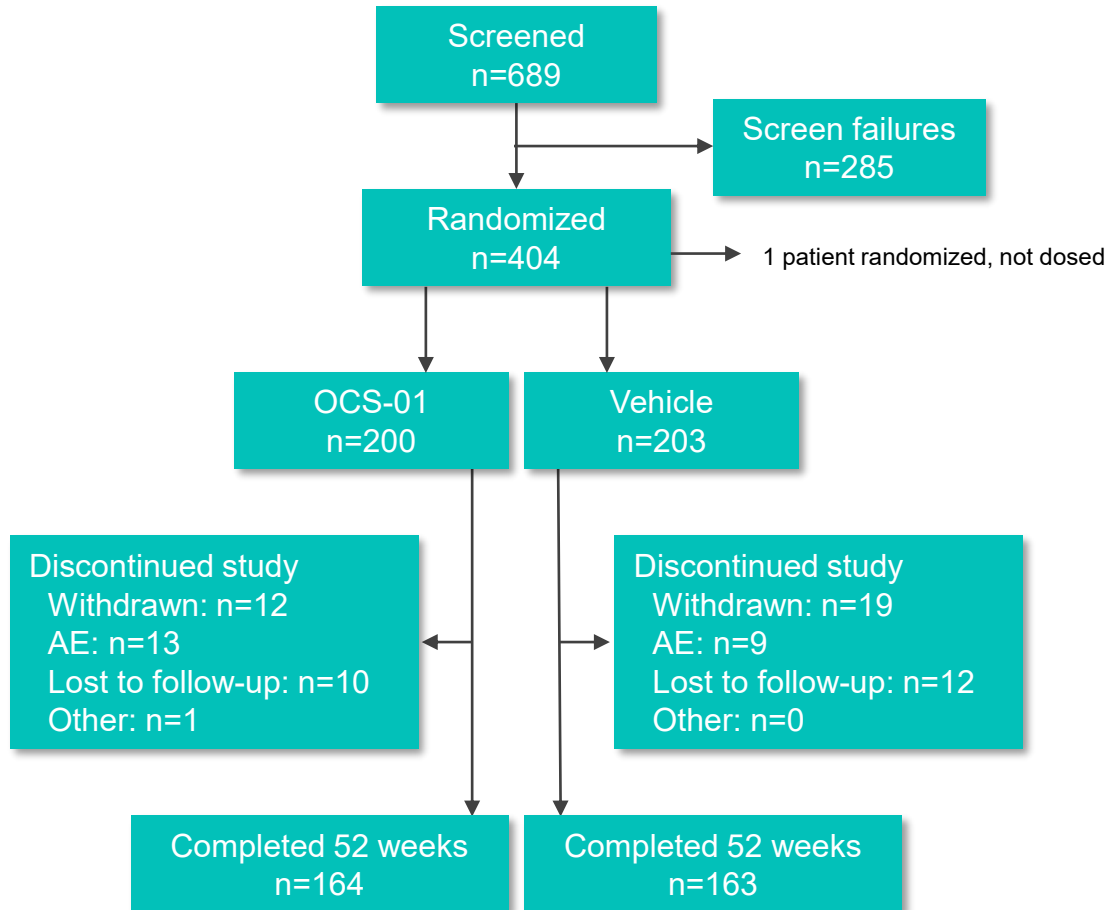 Screened
n=689
Screen failures
n=285
Randomized
n=404
1 patient randomized, not dosed
OCS-01
n=200
Vehicle
n=203
Discontinued study
Withdrawn: n=12
AE: n=13
Lost to follow-up: n=10
Other: n=1
Discontinued study
Withdrawn: n=19
AE: n=9
Lost to follow-up: n=12
Other: n=0
Completed 52 weeks
n=164
Completed 52 weeks
n=163